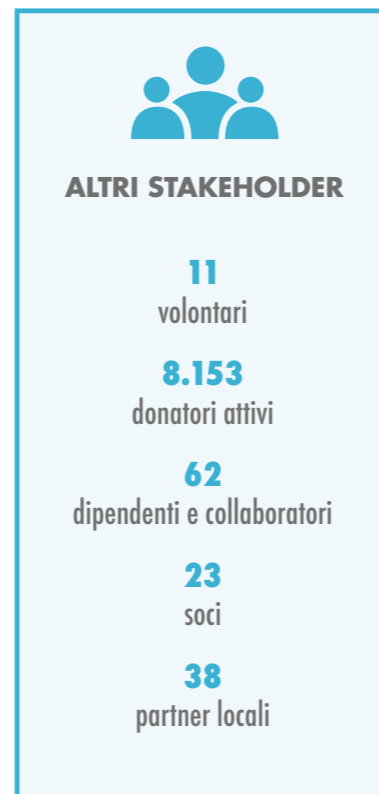 ALTRI STAKEHOLDER
11
volontari
8.153
donatori attivi
62
dipendenti e collaboratori
23
soci
38
partner locali